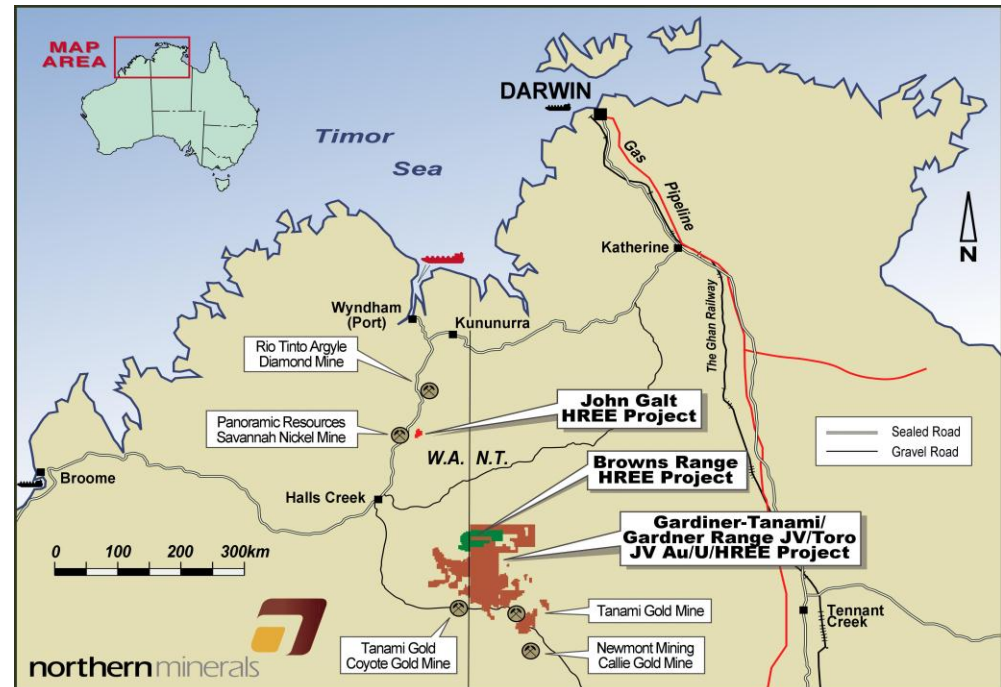 MAP
AREA
DARWIN
Timor
Sea
Gas
Pipeline
N
Katherine
Wyndham
(Port)
Kununurra
The Ghan Railway
Rio Tinto Argyle
Diamond Mine
John Galt
HREE Project
Panoramic Resources
Savannah Nickel Mine
Sealed Road
Gravel Road
W.A. N.T.
Browns Range
HREE Project
Broome
Halls Creek
Gardiner-Tanami/
Gardner Range JV/Toro
JV Au/U/HREE Project
0 100 200 300km
Tanami Gold Mine
Tennant
Creek
Tanami Gold
Coyote Gold Mine
Newmont Mining
Callie Gold Mine
northernminerals